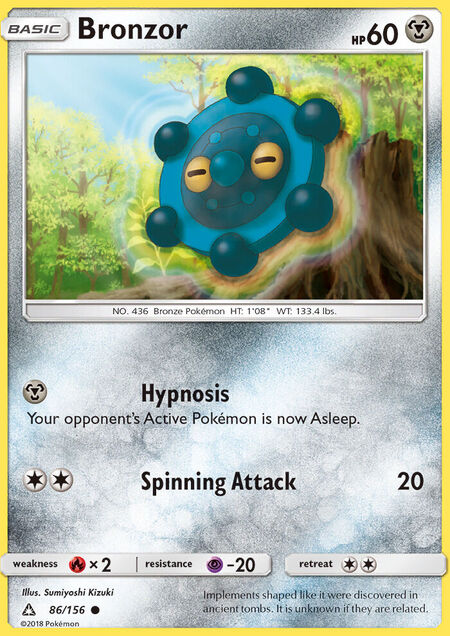 BASIC Bronzor HP60
NO. 436 Bronze Pokémon HT: 1'08" WT: 133.4 lbs.
Hypnosis
Your opponent's Active Pokémon is now Asleep.
Spinning Attack 20
weakness ×2 resistance -20 retreat
Illus. Sumiyoshi Kizuki
86/156
©2018 Pokémon
Implements shaped like it were discovered in
ancient tombs. It is unknown if they are related.